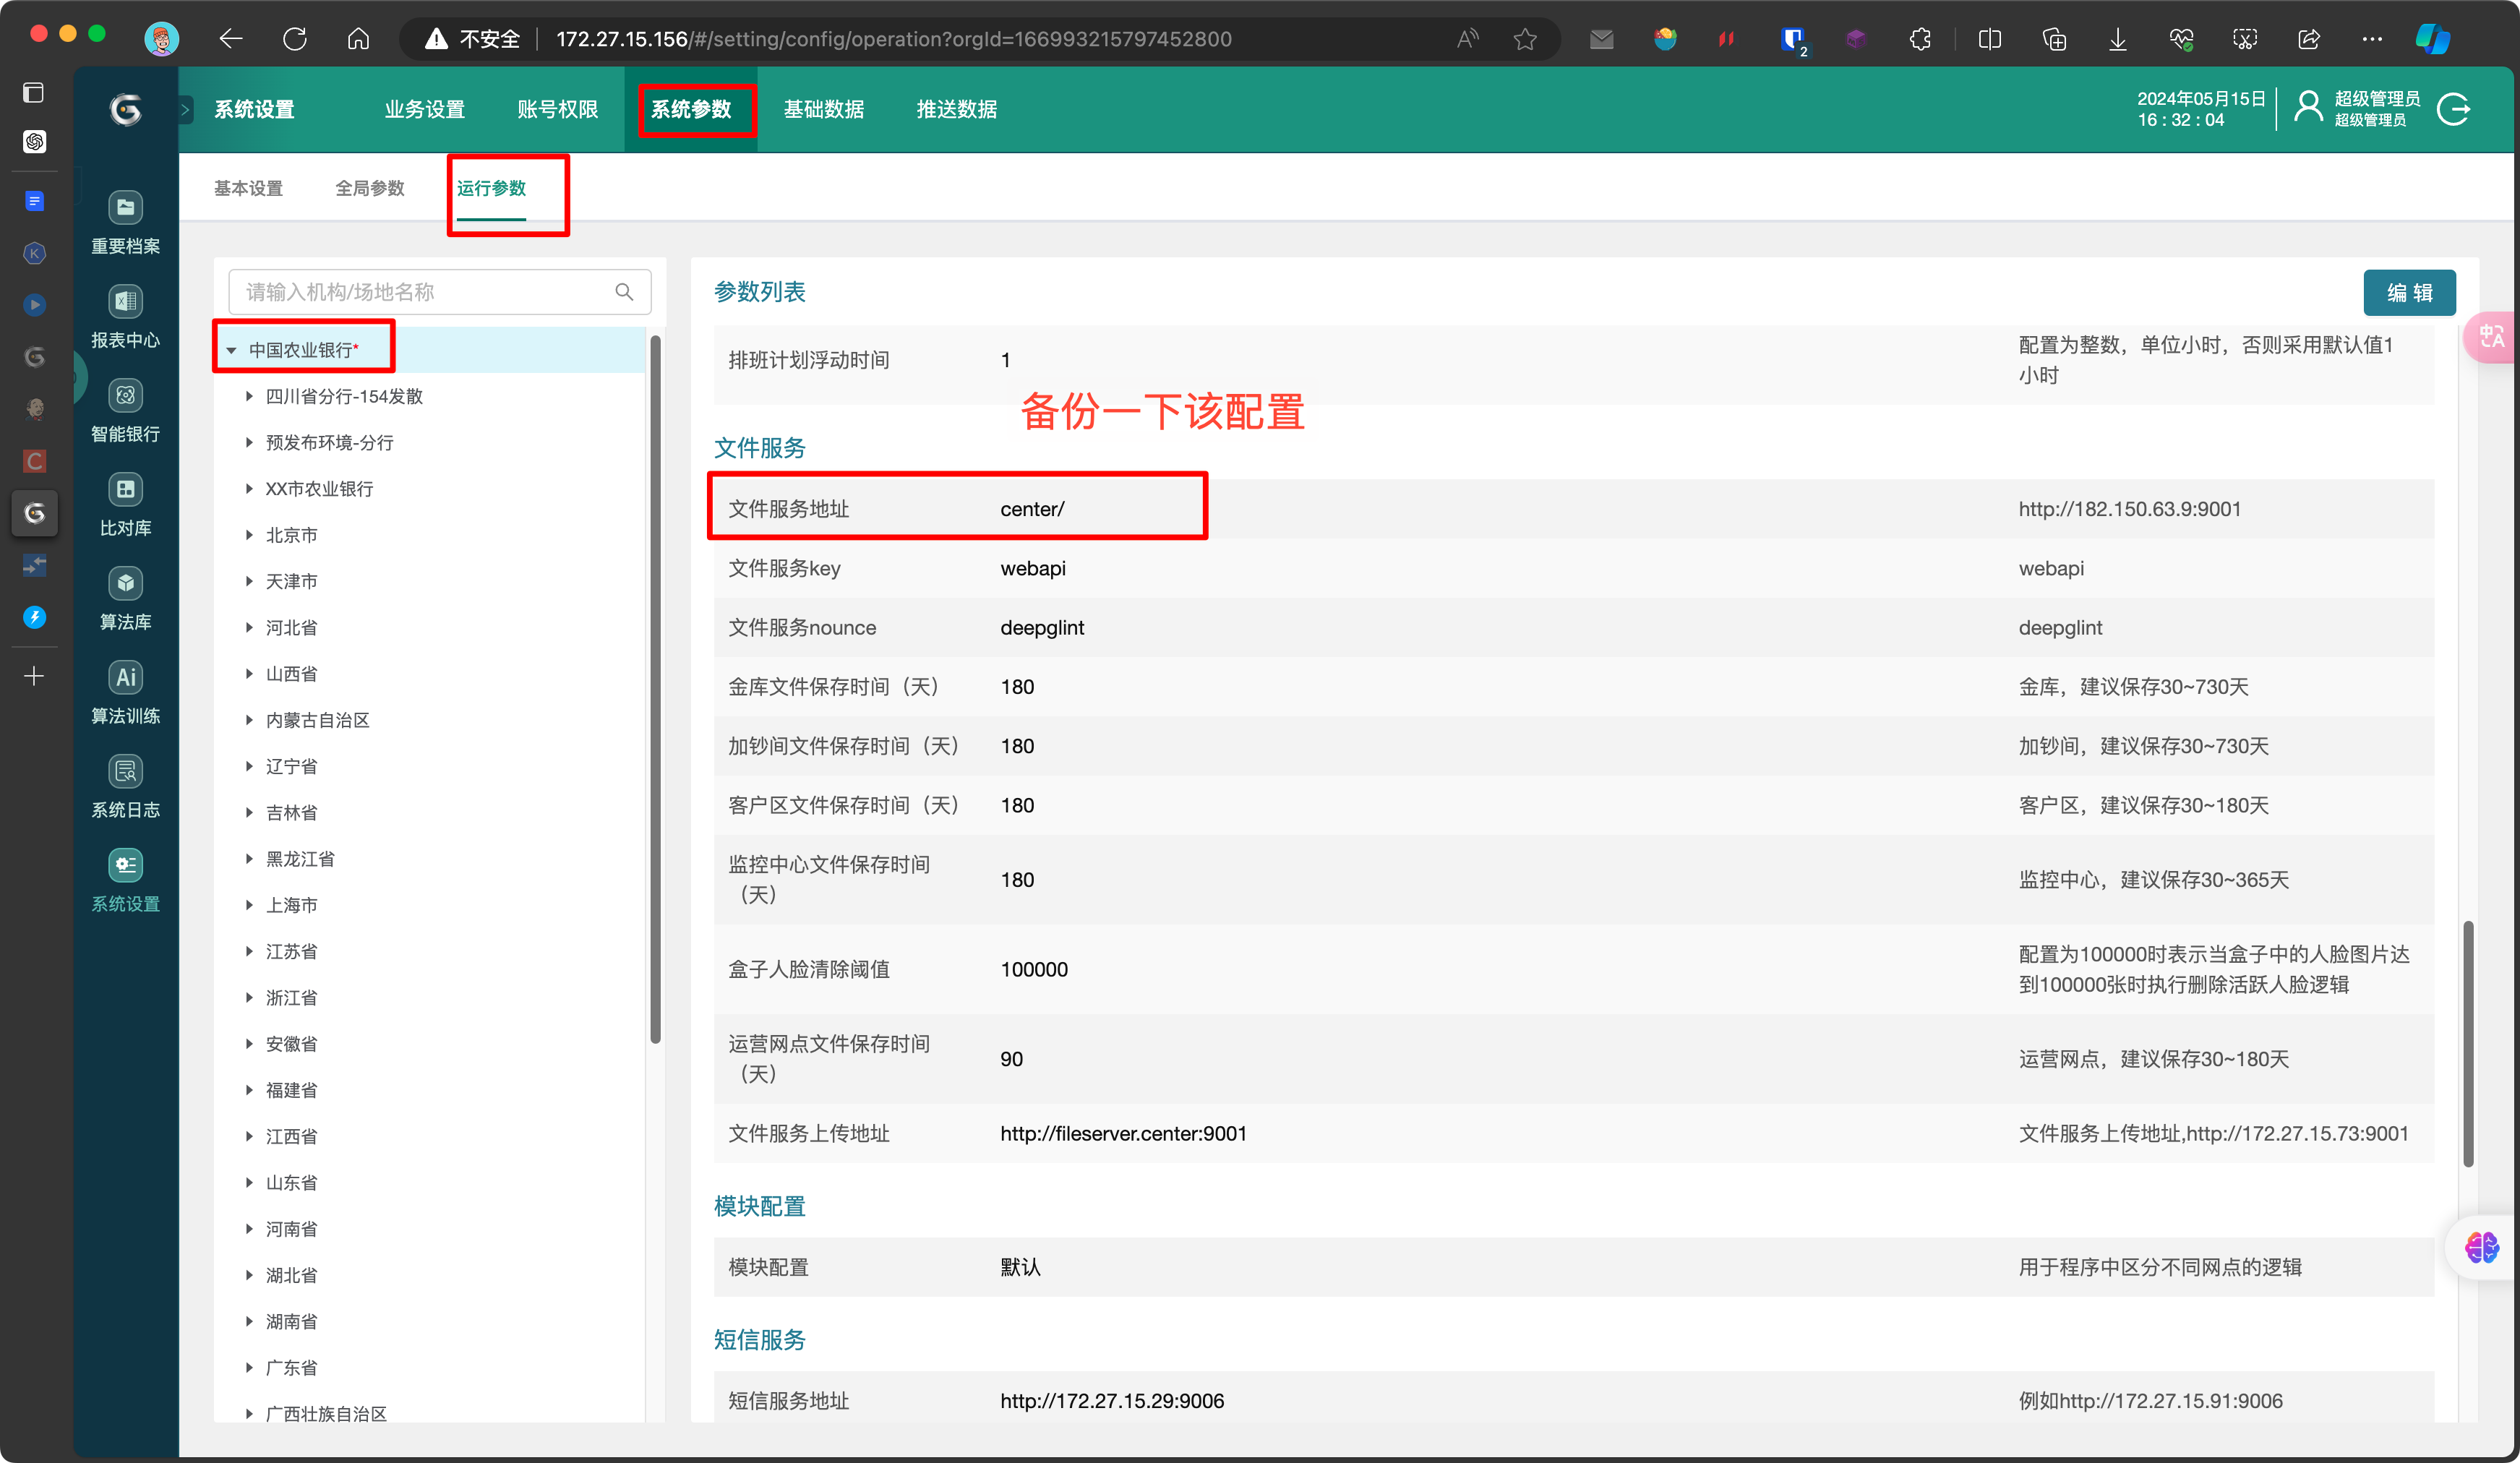 不安全
172.27.15.156/#/setting/config/operation?orgId=166993215797452800
2
系统设置
业务设置
账号权限
系统参数
基础数据
推送数据
2024年05月15日
16 : 32 : 04
超级管理员
超级管理员
基本设置
全局参数
运行参数
重要档案
报表中心
智能银行
比对库
算法库
Ai
算法训练
系统日志
系统设置
请输入机构/场地名称
中国农业银行*
四川省分行-154发散
预发布环境-分行
XX市农业银行
北京市
天津市
河北省
山西省
内蒙古自治区
辽宁省
吉林省
黑龙江省
上海市
江苏省
浙江省
安徽省
福建省
江西省
山东省
河南省
湖北省
湖南省
广东省
广西壮族自治区
参数列表
编 辑
排班计划浮动时间
1
配置为整数，单位小时，否则采用默认值1
小时
备份一下该配置
文件服务
文件服务地址
center/
http://182.150.63.9:9001
文件服务key
webapi
webapi
文件服务nounce
deepglint
deepglint
金库文件保存时间（天）
180
金库，建议保存30~730天
加钞间文件保存时间（天）
180
加钞间，建议保存30~730天
客户区文件保存时间（天）
180
客户区，建议保存30~180天
监控中心文件保存时间
（天）
180
监控中心，建议保存30~365天
盒子人脸清除阈值
100000
配置为100000时表示当盒子中的人脸图片达
到100000张时执行删除活跃人脸逻辑
运营网点文件保存时间
（天）
90
运营网点，建议保存30~180天
文件服务上传地址
http://fileserver.center:9001
文件服务上传地址,http://172.27.15.73:9001
模块配置
模块配置
默认
用于程序中区分不同网点的逻辑
短信服务
短信服务地址
http://172.27.15.29:9006
例如http://172.27.15.91:9006